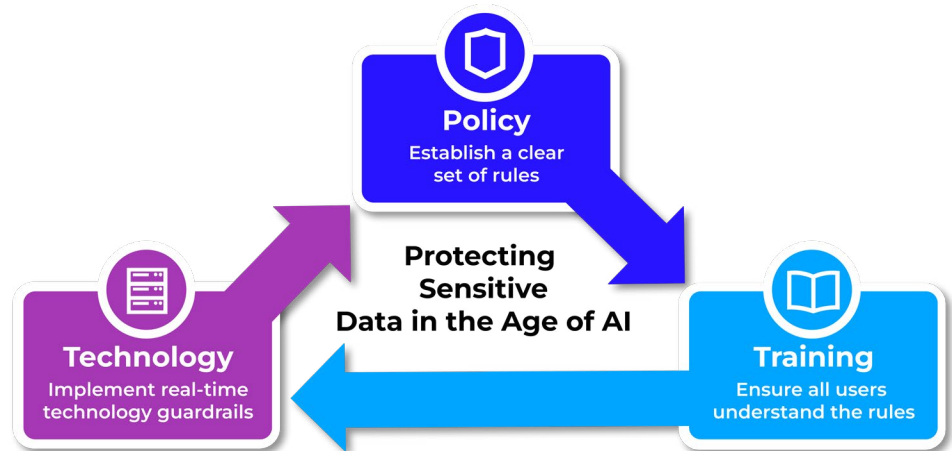 Policy
Establish a clear
set of rules
Protecting
Sensitive
Data in the Age of AI
Technology
Implement real-time
technology guardrails
Training
Ensure all users
understand the rules